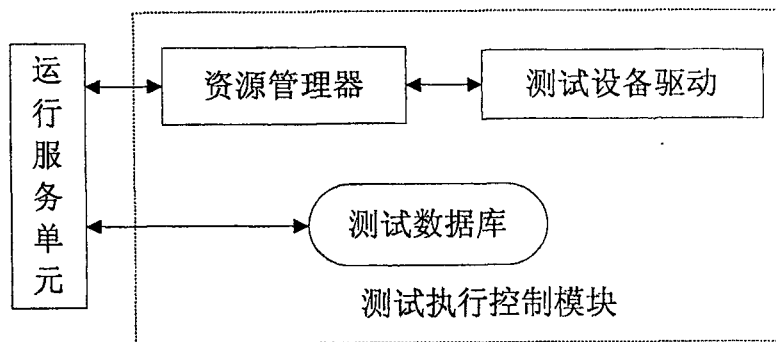 运行服务单元
资源管理器
测试设备驱动
测试数据库
测试执行控制模块